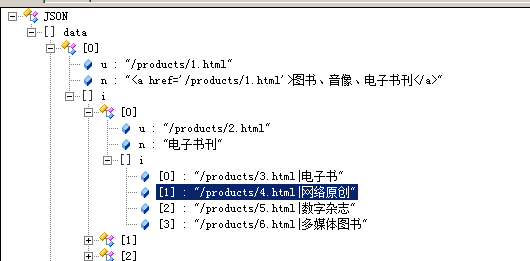 JSON
[] data
[0]
u : "/products/1.html"
n : "<a href='/products/1.html'>图书、音像、电子书刊</a>"
[] i
[0]
u : "/products/2.html"
n : "电子书刊"
[] i
[0] : "/products/3.html|电子书"
[1] : "/products/4.html|网络原创"
[2] : "/products/5.html|数字杂志"
[3] : "/products/6.html|多媒体图书"
[1]
[2]